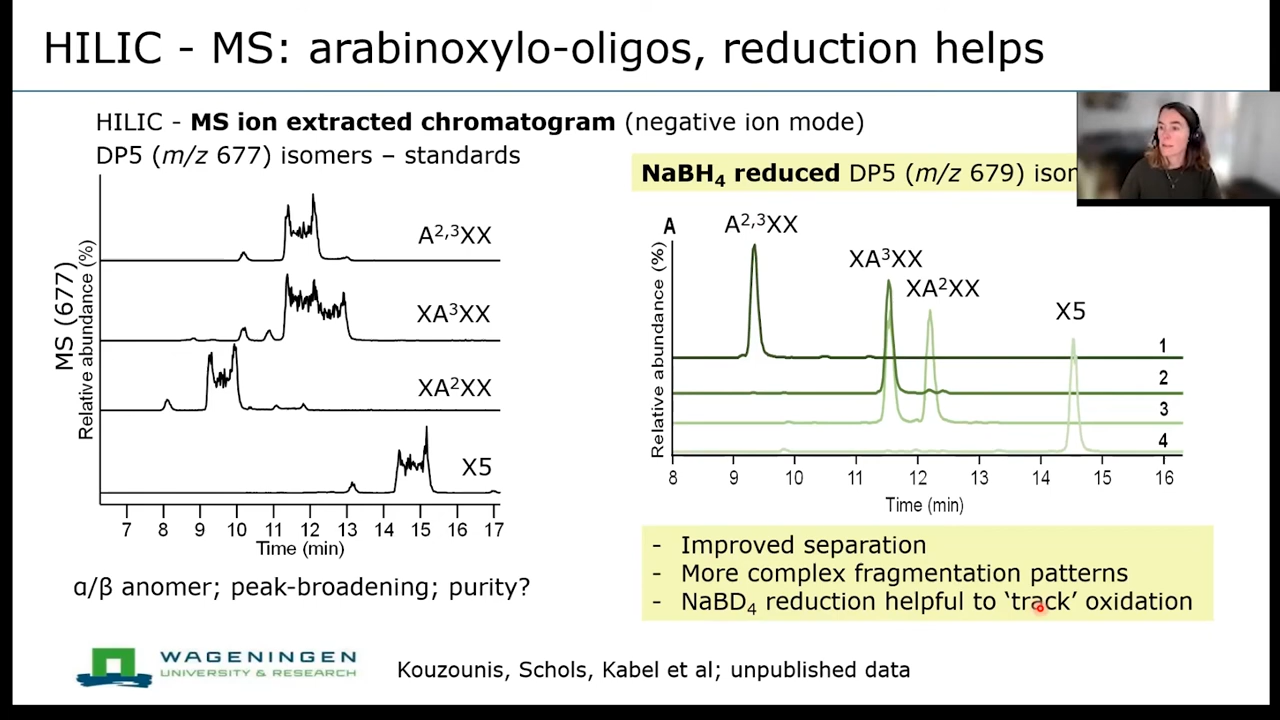 HILIC - MS: arabinoxylo-oligos, reduction helps
HILIC - MS ion extracted chromatogram (negative ion mode)
DP5 (m/z 677) isomers – standards
MS (677)
Relative abundance (%)
A²,³XX
XA³XX
XA²XX
X5
7 8 9 10 11 12 13 14 15 16 17
Time (min)
α/β anomer; peak-broadening; purity?
NaBH₄ reduced DP5 (m/z 679)
A
Relative abundance (%)
A²,³XX
XA³XX
XA²XX
X5
1
2
3
4
8 9 10 11 12 13 14 15 16
Time (min)
- Improved separation
- More complex fragmentation patterns
- NaBD₄ reduction helpful to ‘track’ oxidation
WAGENINGEN
UNIVERSITY & RESEARCH
Kouzounis, Schols, Kabel et al; unpublished data